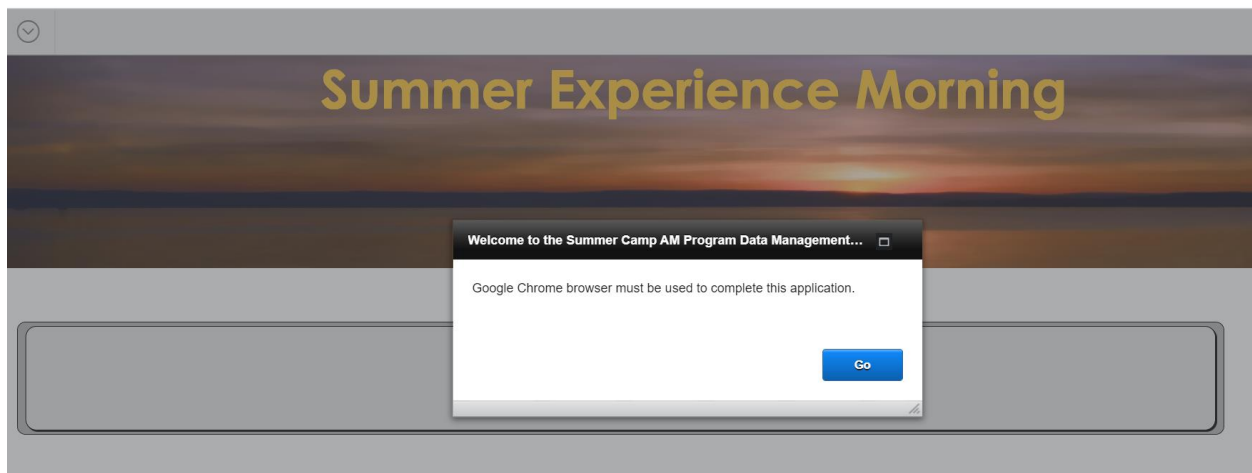 Summer Experience Morning
Welcome to the Summer Camp AM Program Data Management...
Google Chrome browser must be used to complete this application.
Go